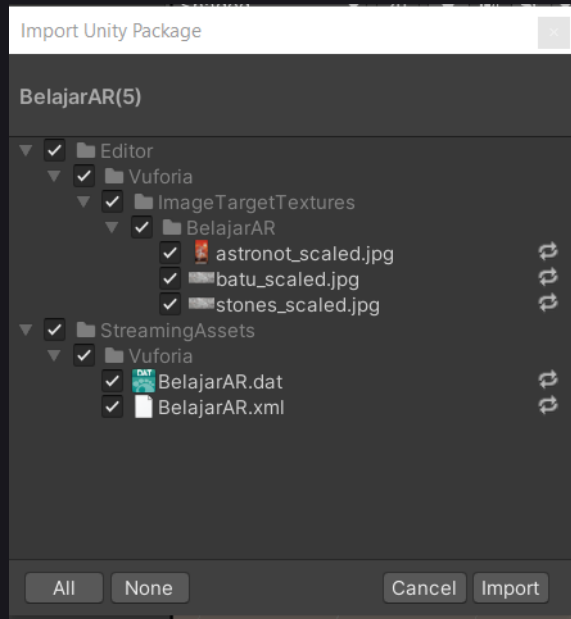 Import Unity Package
BelajarAR(5)
Editor
Vuforia
ImageTargetTextures
BelajarAR
astronot_scaled.jpg
batu_scaled.jpg
stones_scaled.jpg
StreamingAssets
Vuforia
DAT
BelajarAR.dat
BelajarAR.xml
All
None
Cancel
Import